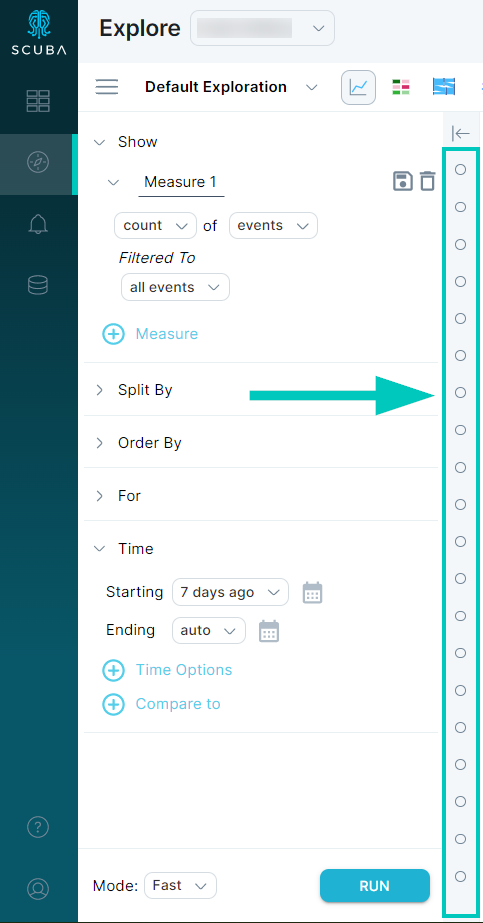 SCUBA
Explore
Default Exploration
Show
Measure 1
count of events
Filtered To
all events
Measure
Split By
Order By
For
Time
Starting 7 days ago
Ending auto
Time Options
Compare to
Mode: Fast RUN